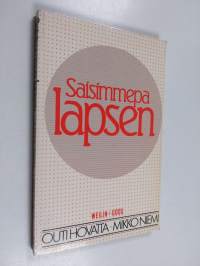 Saisimmepa
lapsen
WEILIN+GÖÖS
OUTI HOVATTA · MIKKO NIEMI